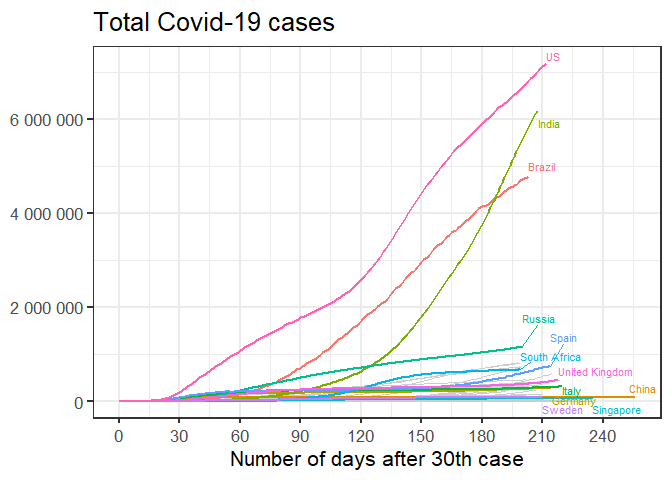 Total Covid-19 cases
US
6 000 000
India
Brazil
4 000 000
2 000 000
Russia
Spain
South Africa
United Kingdom
Italy
China
0
Germany
Sweden
Singapore
0 30 60 90 120 150 180 210 240
Number of days after 30th case